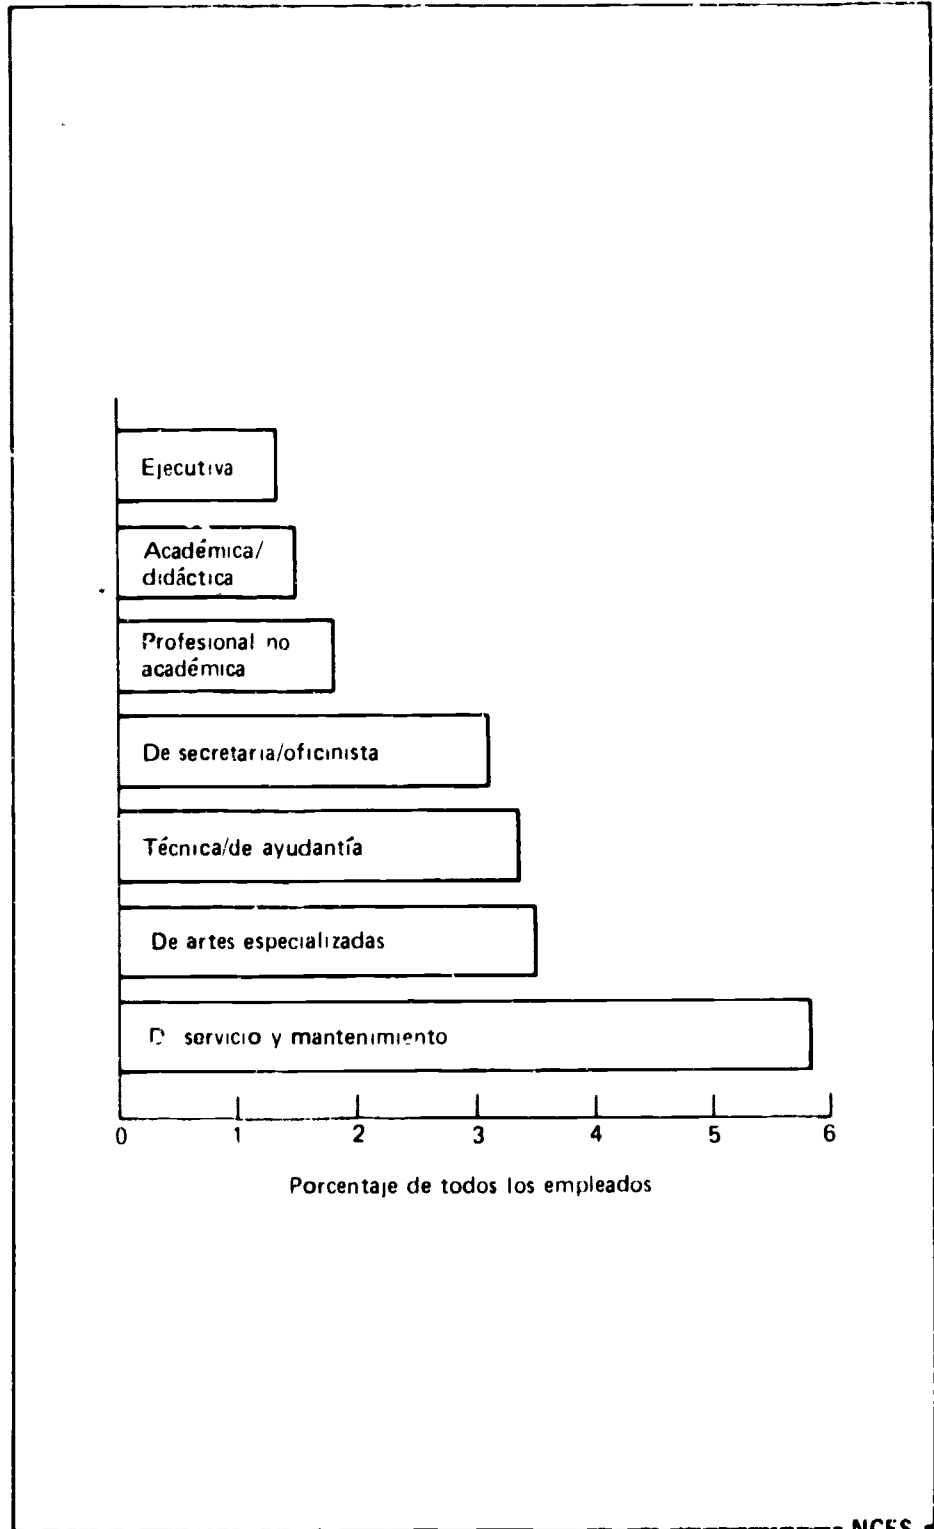 Ejecutiva
Académica/
didáctica
Profesional no
académica
De secretaria/oficinista
Técnica/de ayudantía
De artes especializadas
servicio y mantenimiento
0 1 2 3 4 5 6
Porcentaje de todos los empleados
NCES